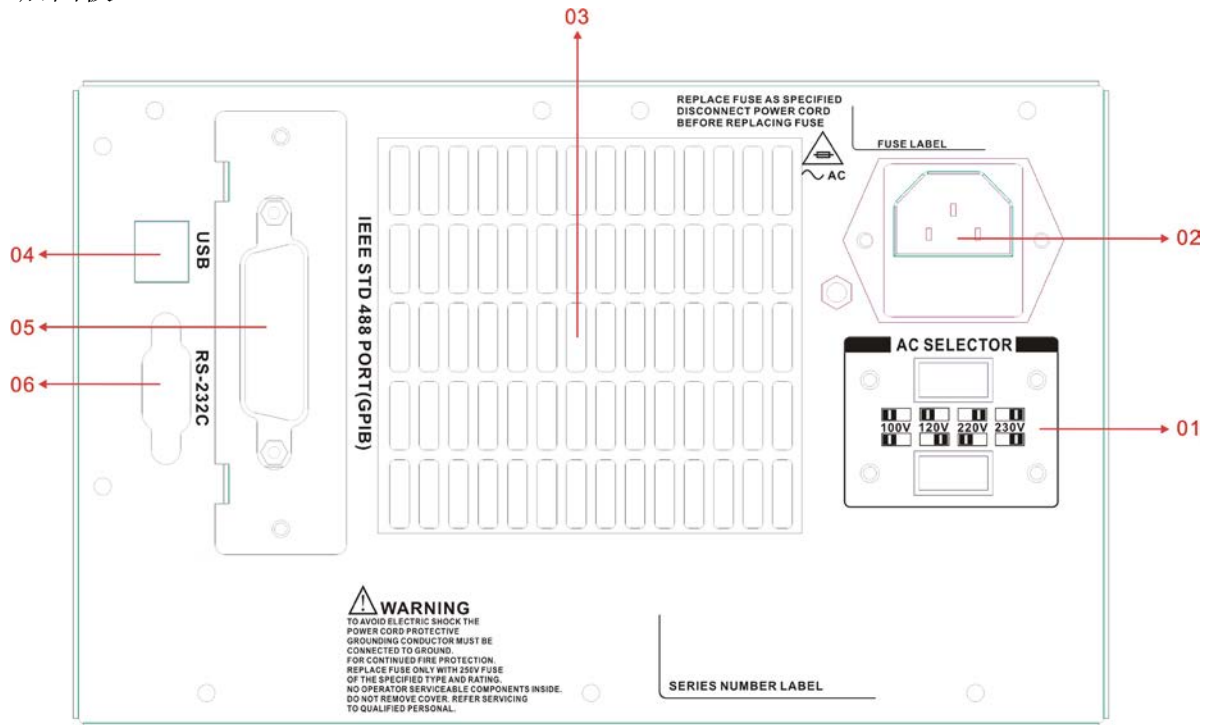 03
REPLACE FUSE AS SPECIFIED
DISCONNECT POWER CORD
BEFORE REPLACING FUSE
AC
FUSE LABEL
04
USB
02
05
IEEE STD 488 PORT(GPIB)
06
RS-232C
AC SELECTOR
100V 120V 220V 230V
01
WARNING
TO AVOID ELECTRIC SHOCK THE
POWER CORD PROTECTIVE
GROUNDING CONDUCTOR MUST BE
CONNECTED TO GROUND.
FOR CONTINUED FIRE PROTECTION.
REPLACE FUSE ONLY WITH 250V FUSE
OF THE SPECIFIED TYPE AND RATING.
NO OPERATOR SERVICEABLE COMPONENTS INSIDE.
DO NOT REMOVE COVER. REFER SERVICING
TO QUALIFIED PERSONAL.
SERIES NUMBER LABEL